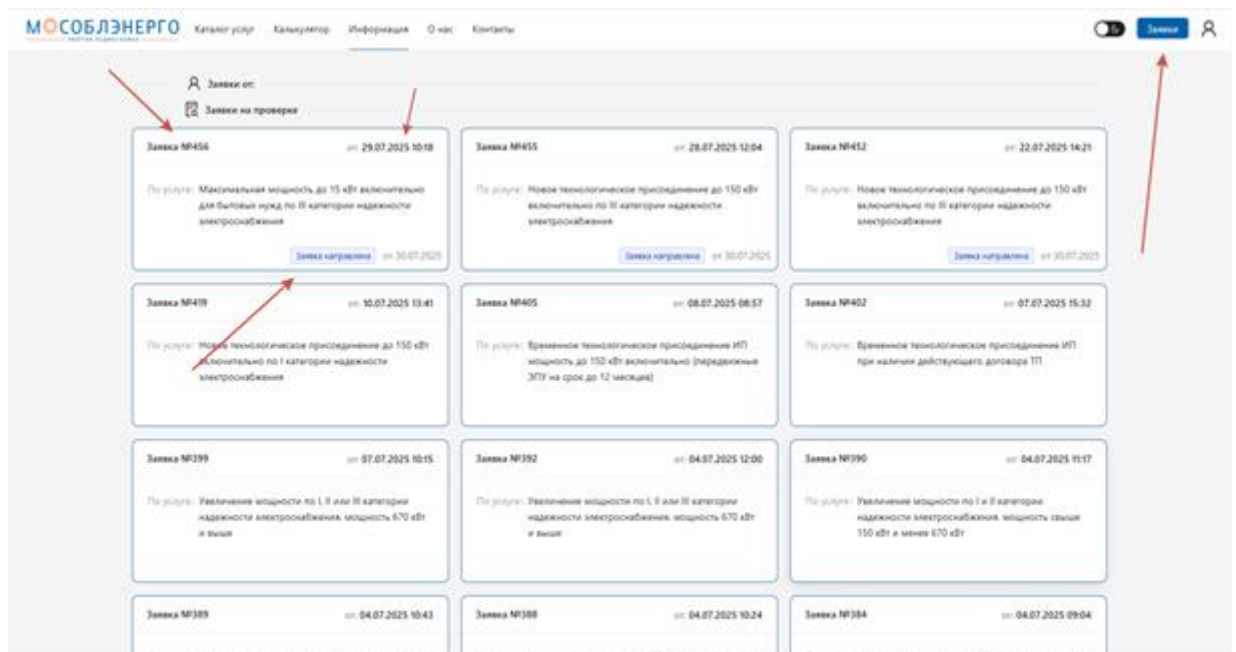 МОСОБЛЭНЕРГО Каталог услуг Калькулятор Информация О нас Контакты Заявки
Заявки от:
Заявки на проверке
Заявка №456 от: 29.07.2025 10:18
По услуге: Максимальная мощность до 15 кВт включительно
для бытовых нужд по III категории надежности
электроснабжения
Заявка направлена от 30.07.2025
Заявка №455 от: 28.07.2025 12:04
По услуге: Новое технологическое присоединение до 150 кВт
включительно по III категории надежности
электроснабжения
Заявка направлена от 30.07.2025
Заявка №452 от: 22.07.2025 14:21
По услуге: Новое технологическое присоединение до 150 кВт
включительно по III категории надежности
электроснабжения
Заявка направлена от 30.07.2025
Заявка №419 от: 10.07.2025 13:41
По услуге: Новое технологическое присоединение до 150 кВт
включительно по I категории надежности
электроснабжения
Заявка №405 от: 08.07.2025 08:57
По услуге: Временное технологическое присоединение ИП
мощность до 150 кВт включительно (передвижные
ЭПУ на срок до 12 месяцев)
Заявка №402 от: 07.07.2025 15:32
По услуге: Временное технологическое присоединение ИП
при наличии действующего договора ТП
Заявка №399 от: 07.07.2025 10:15
По услуге: Увеличение мощности по I, II или III категории
надежности электроснабжения, мощность 670 кВт
и выше
Заявка №392 от: 04.07.2025 12:00
По услуге: Увеличение мощности по I, II или III категории
надежности электроснабжения, мощность 670 кВт
и выше
Заявка №390 от: 04.07.2025 11:17
По услуге: Увеличение мощности по I и II категории
надежности электроснабжения, мощность свыше
150 кВт и менее 670 кВт
Заявка №389 от: 04.07.2025 10:43
Заявка №388 от: 04.07.2025 10:24
Заявка №384 от: 04.07.2025 09:04